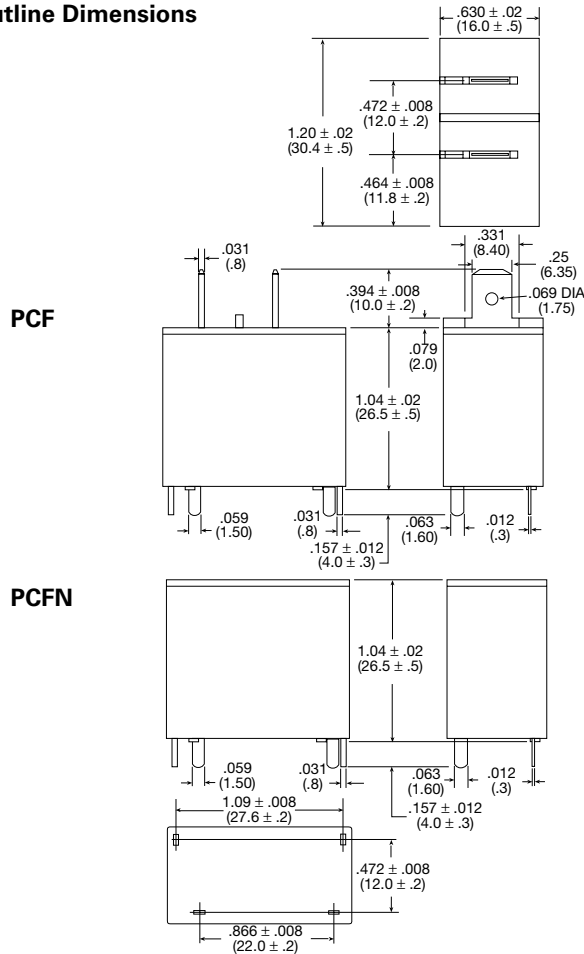 utline Dimensions
.630 ± .02
(16.0 ± .5)
.472 ± .008
(12.0 ± .2)
1.20 ± .02
(30.4 ± .5)
.464 ± .008
(11.8 ± .2)
.331
(8.40)
.031
(.8)
.25
(6.35)
.394 ± .008
(10.0 ± .2)
.069 DIA
(1.75)
PCF
.079
(2.0)
1.04 ± .02
(26.5 ± .5)
.059
(1.50)
.031
(.8)
.063
(1.60)
.012
(.3)
.157 ± .012
(4.0 ± .3)
PCFN
1.04 ± .02
(26.5 ± .5)
.059
(1.50)
.031
(.8)
.063
(1.60)
.012
(.3)
1.09 ± .008
(27.6 ± .2)
.157 ± .012
(4.0 ± .3)
.472 ± .008
(12.0 ± .2)
.866 ± .008
(22.0 ± .2)